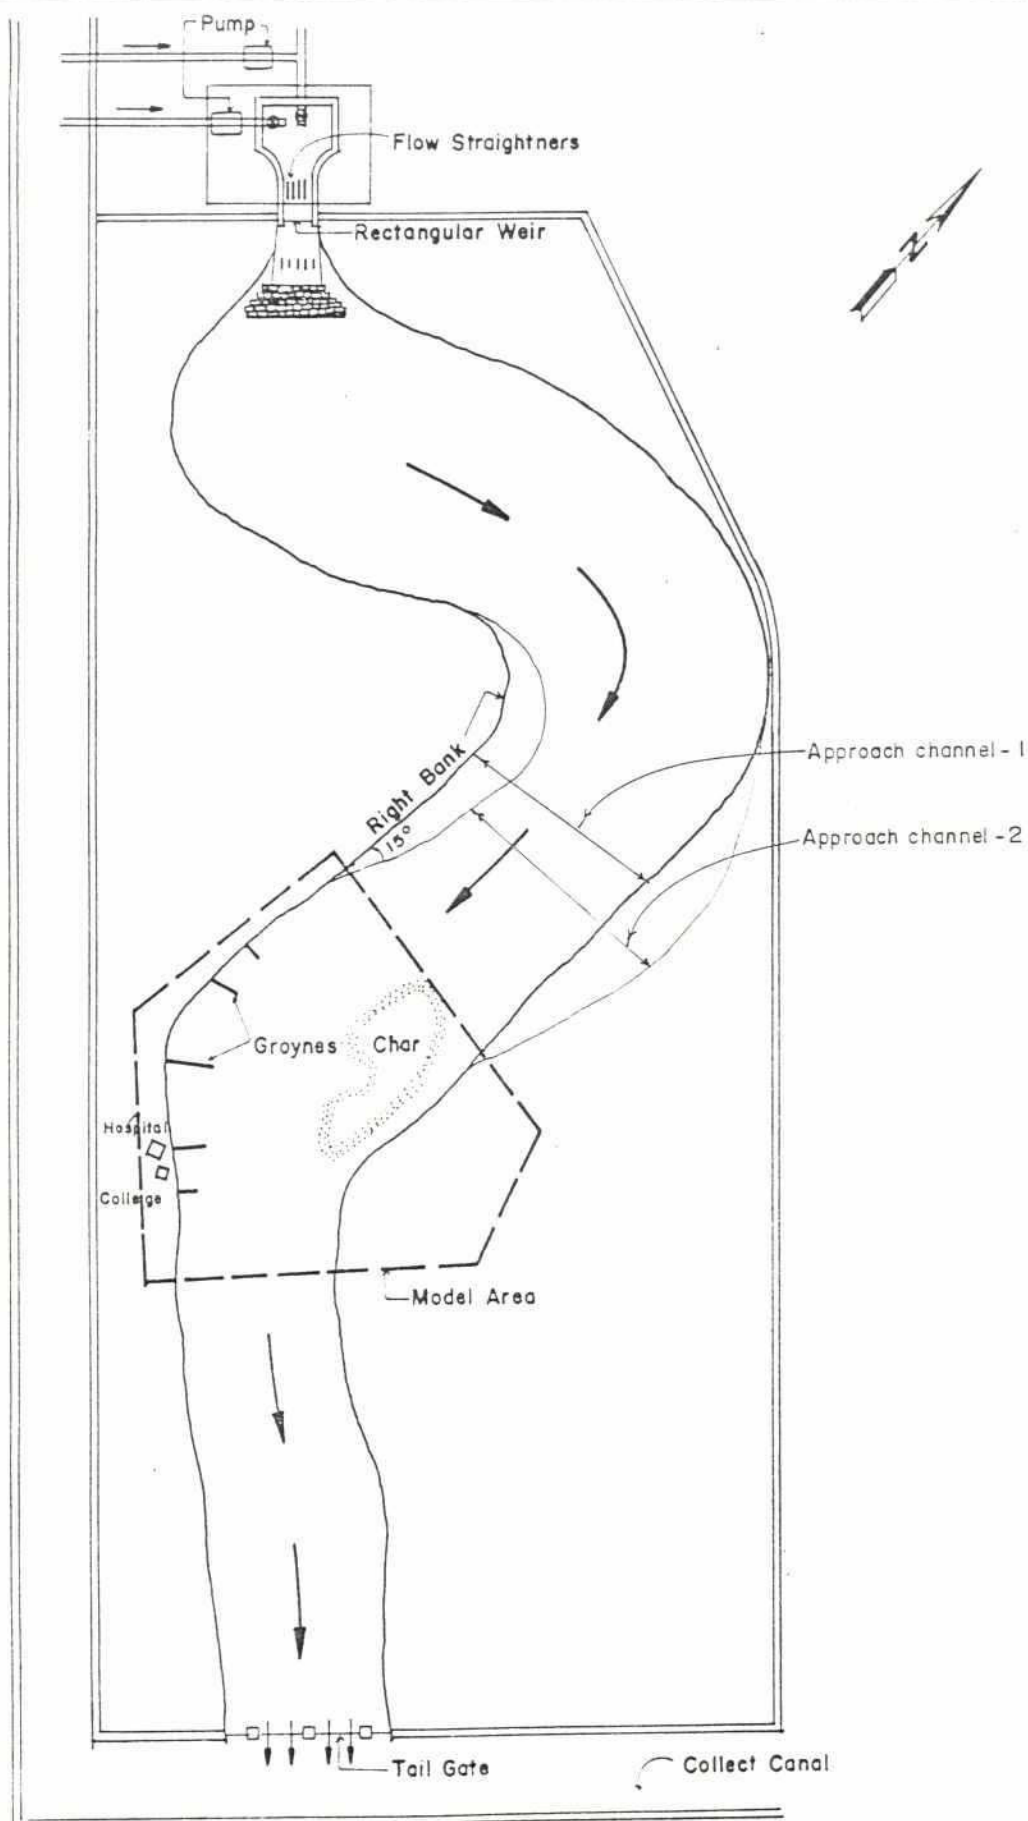 Pump
Flow Straightners
Rectangular Weir
N
Approach channel - 1
Right Bank
15°
Approach channel - 2
Groynes
Char
Hospital
College
Model Area
Tail Gate
Collect Canal